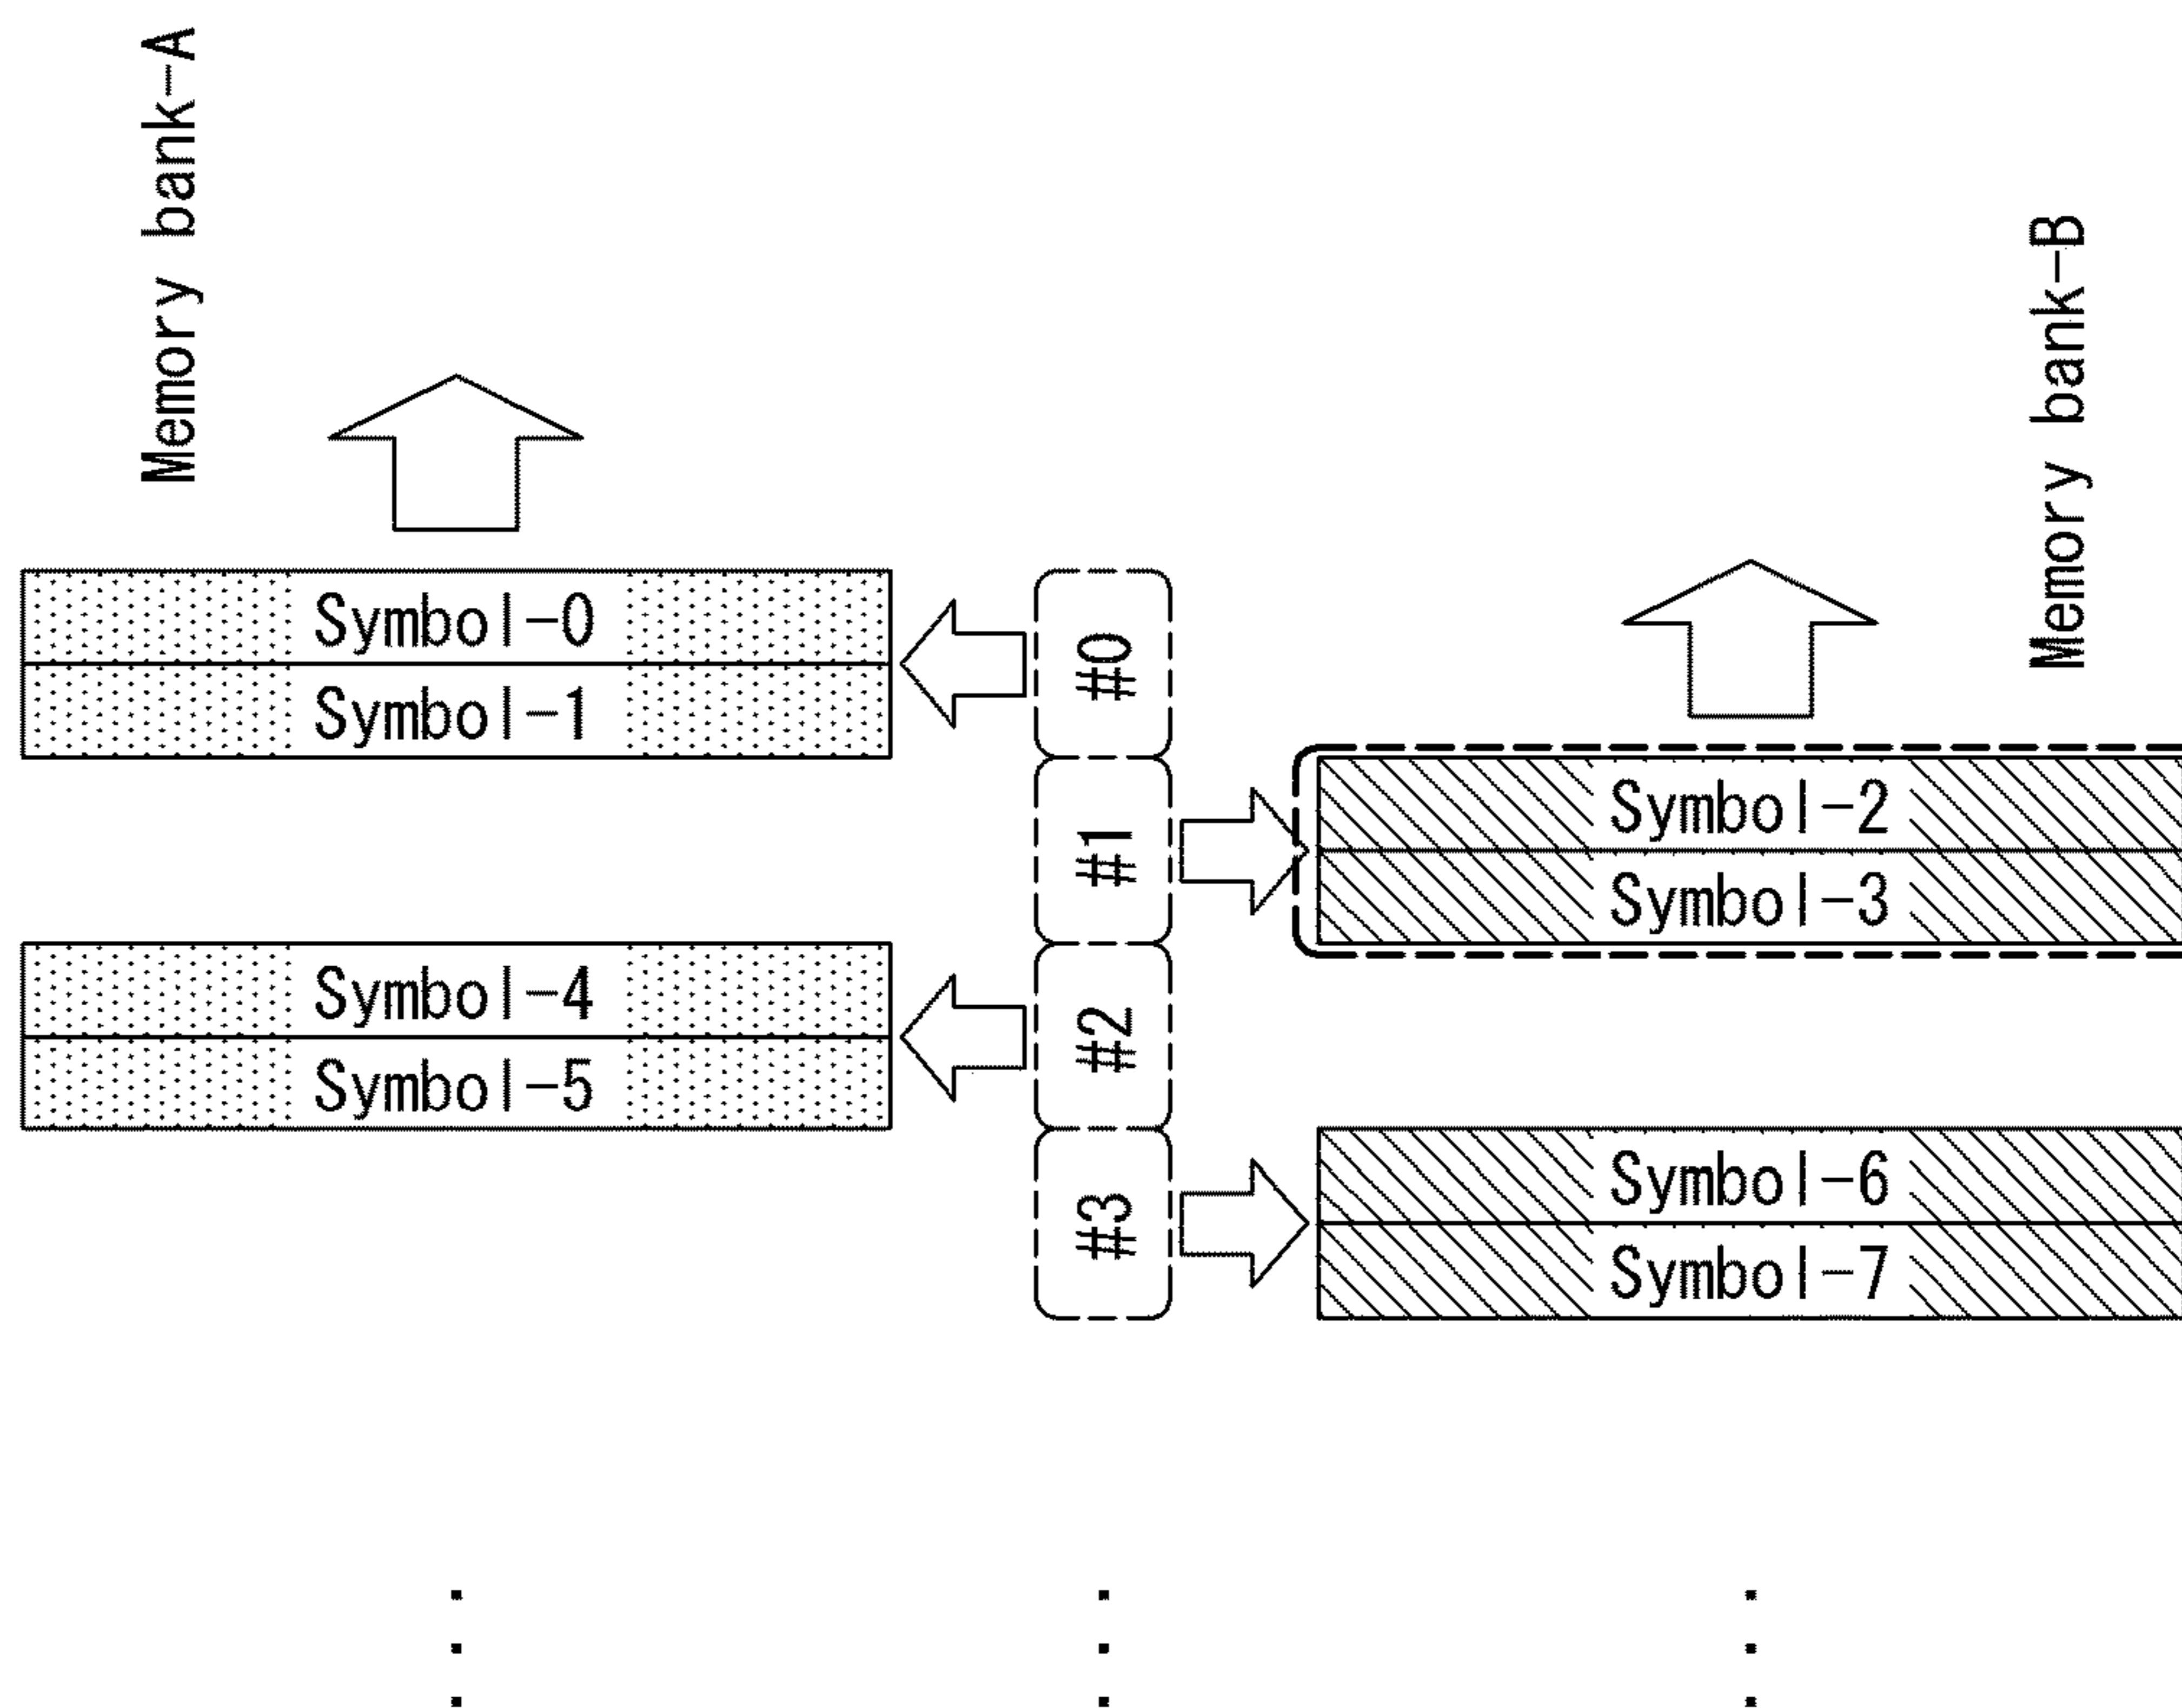 Memory bank-A
Memory bank-B
Symbol-0
Symbol-1
#0
Symbol-2
Symbol-3
#1
Symbol-4
Symbol-5
#2
Symbol-6
Symbol-7
#3